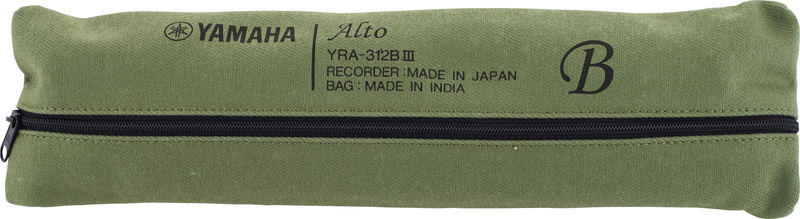 YAMAHA
Alto
YRA-312BIII
RECORDER:MADE IN JAPAN
BAG: MADE IN INDIA
B